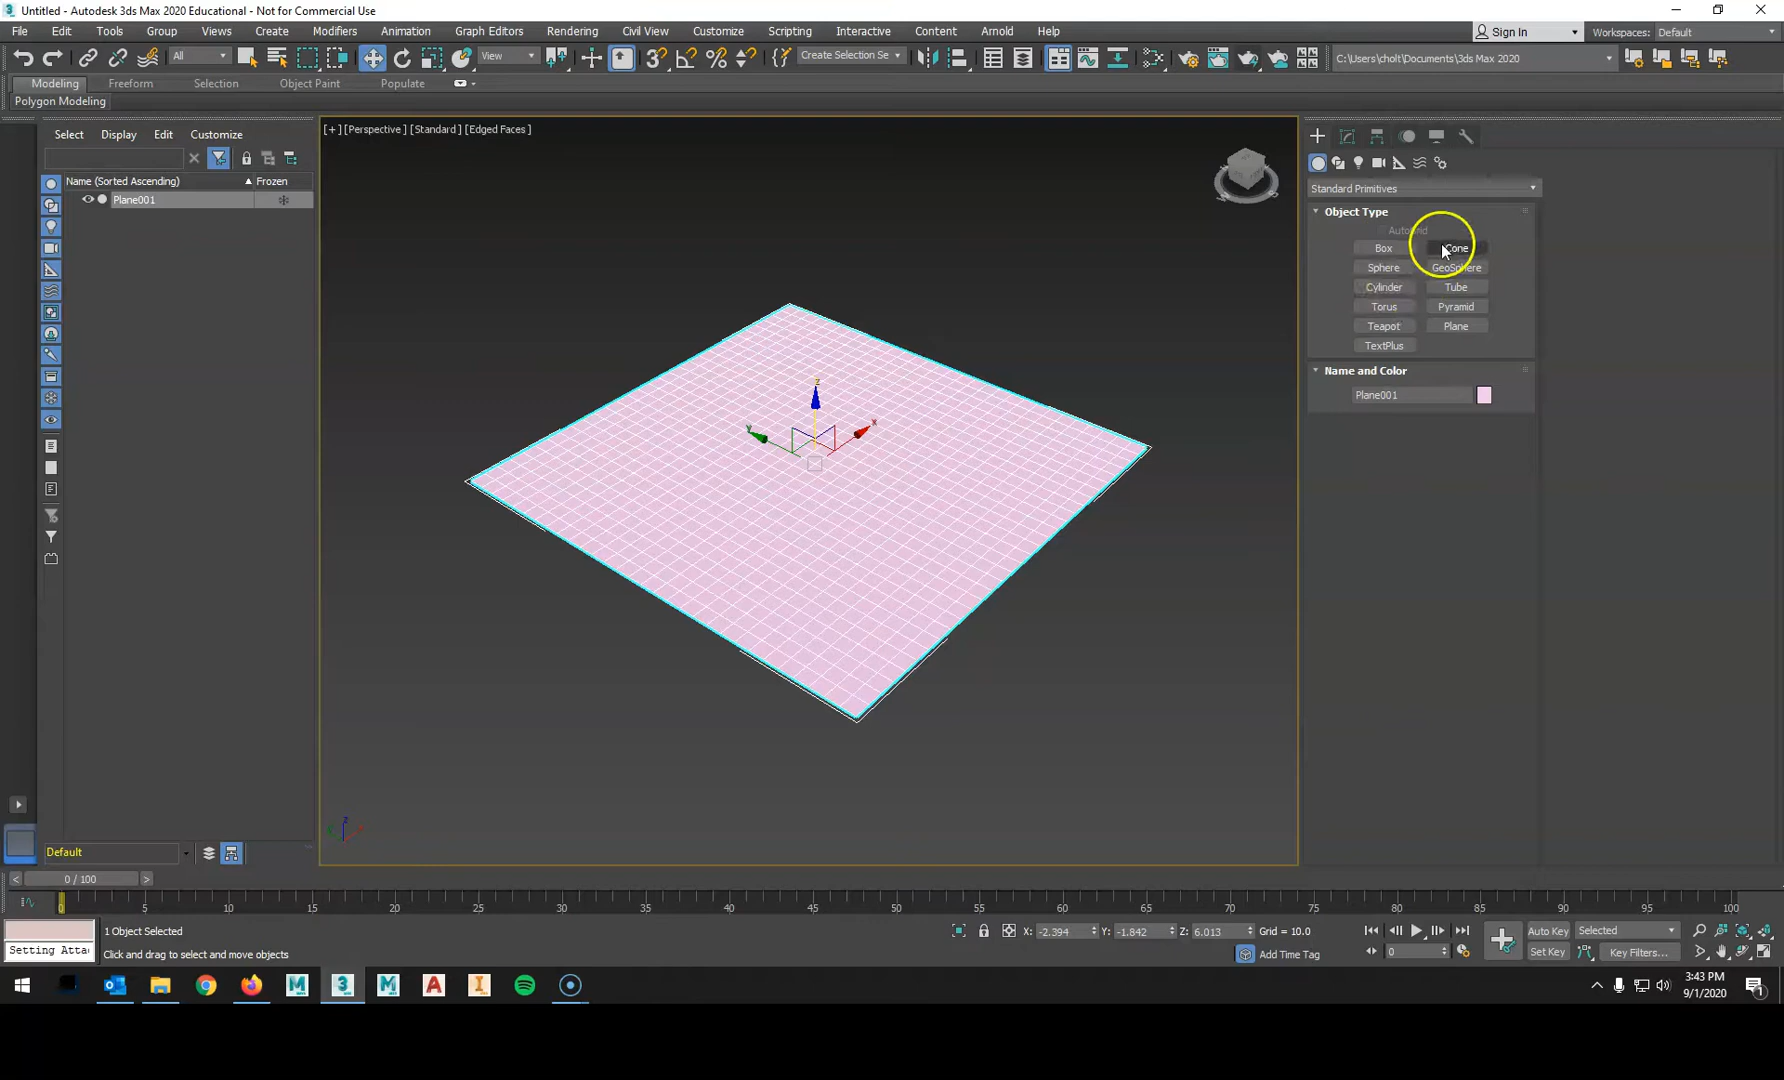 Untitled - Autodesk 3ds Max 2020 Educational - Not for Commercial Use
File Edit Tools Group Views Create Modifiers Animation Graph Editors Rendering Civil View Customize Scripting Interactive Content Arnold Help
Sign In Workspaces: Default
All View Create Selection Se C:\Users\cholt\Documents\3ds Max 2020
Modeling Freeform Selection Object Paint Populate
Polygon Modeling
Select Display Edit Customize
[+] [Perspective] [Standard] [Edged Faces]
Name (Sorted Ascending) Frozen
Plane001
Standard Primitives
Object Type
AutoGrid
Box Cone
Sphere GeoSphere
Cylinder Tube
Torus Pyramid
Teapot Plane
TextPlus
Name and Color
Plane001
z
y x
z
Default
< 0 / 100 >
0 5 10 15 20 25 30 35 40 45 50 55 60 65 70 75 80 85 90 95 100
1 Object Selected X: -2.394 Y: -1.842 Z: 6.013 Grid = 10.0 Auto Key Selected
Setting Atta Click and drag to select and move objects Add Time Tag 0 Set Key Key Filters...
3:43 PM
9/1/2020